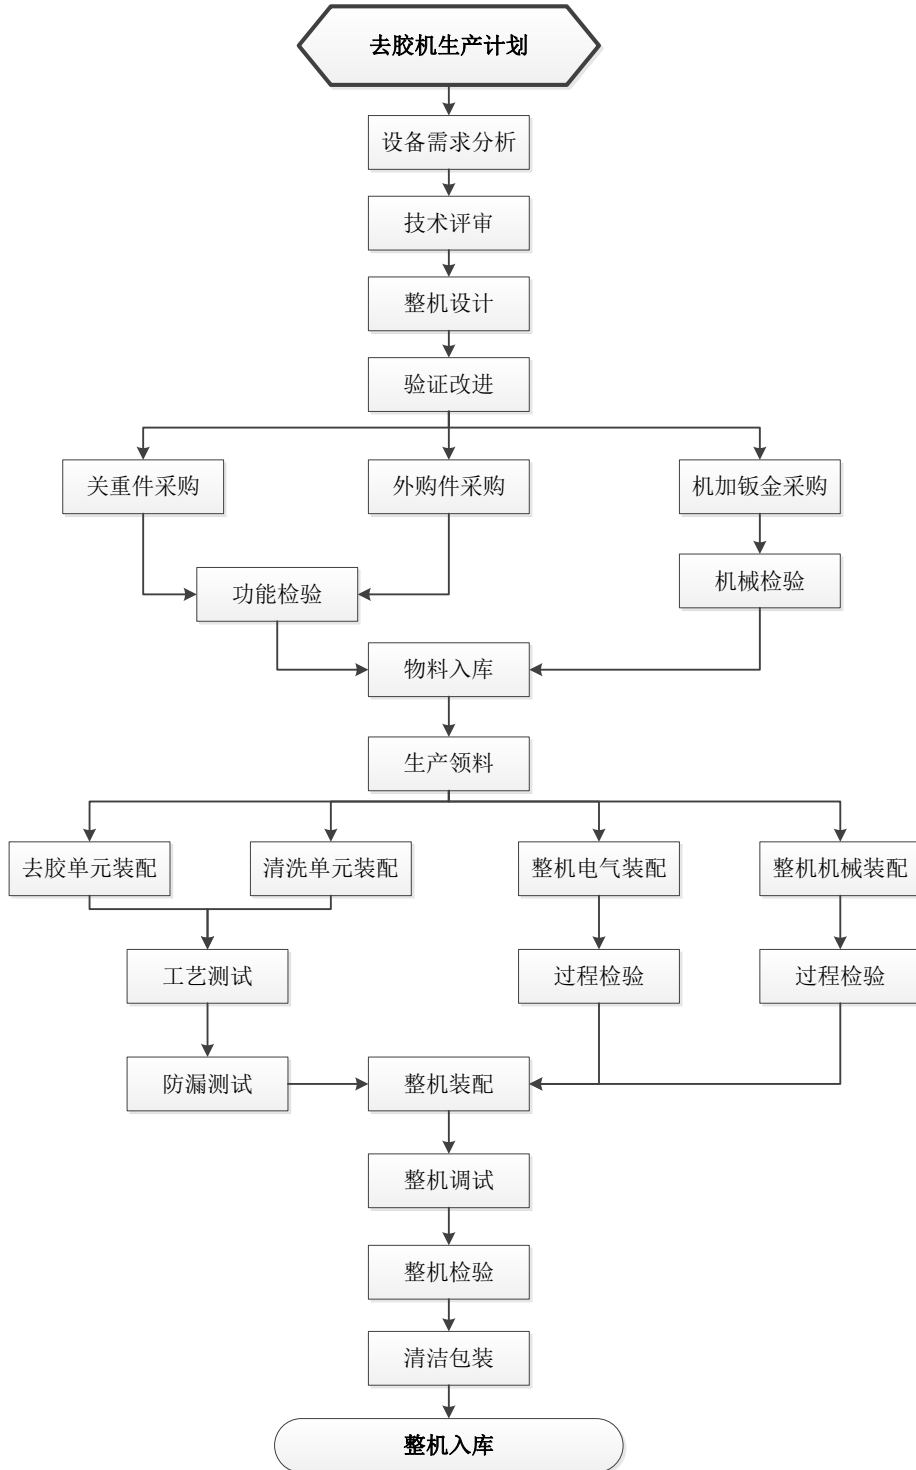 去胶机生产计划
设备需求分析
技术评审
整机设计
验证改进
关重件采购
外购件采购
机加钣金采购
功能检验
机械检验
物料入库
生产领料
去胶单元装配
清洗单元装配
整机电气装配
整机机械装配
工艺测试
过程检验
过程检验
防漏测试
整机装配
整机调试
整机检验
清洁包装
整机入库